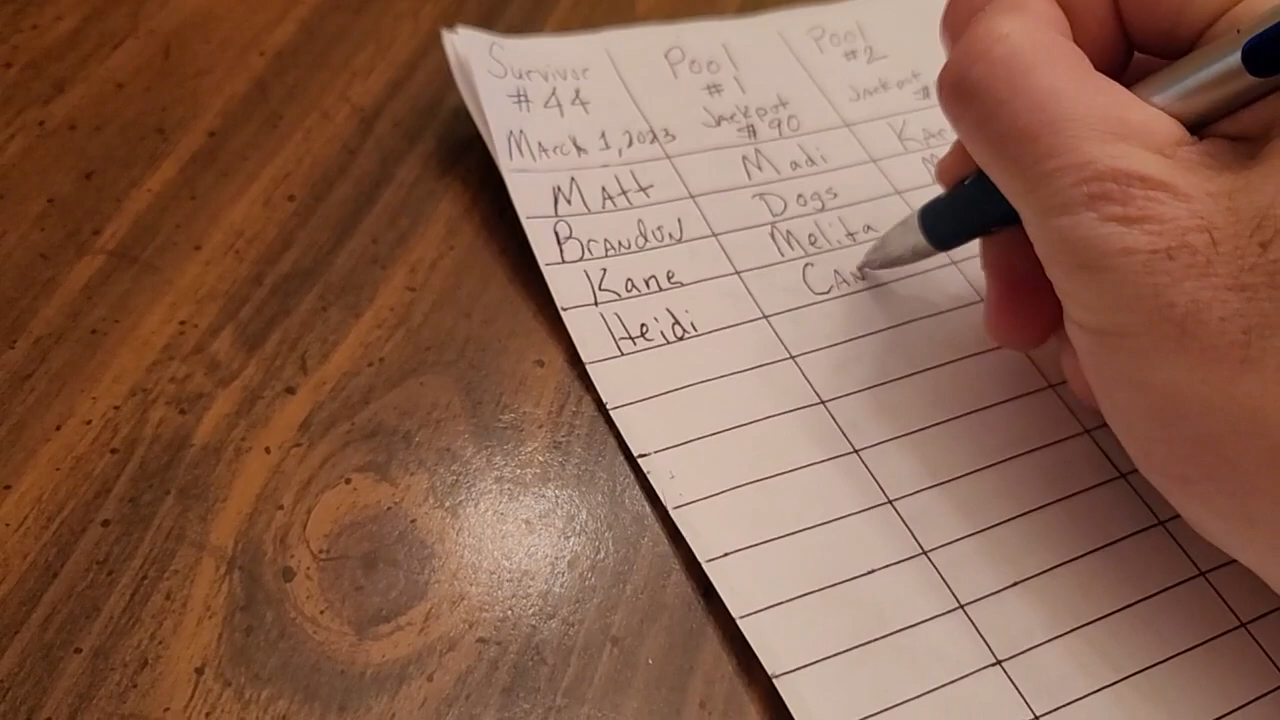 Survivor
#44
March 1, 2023
Pool
#1
Jackpot
$90
Pool
#2
Jackpot
$
Matt
Madi
Brandon
Dogs
Kane
Melita
Heidi
Can